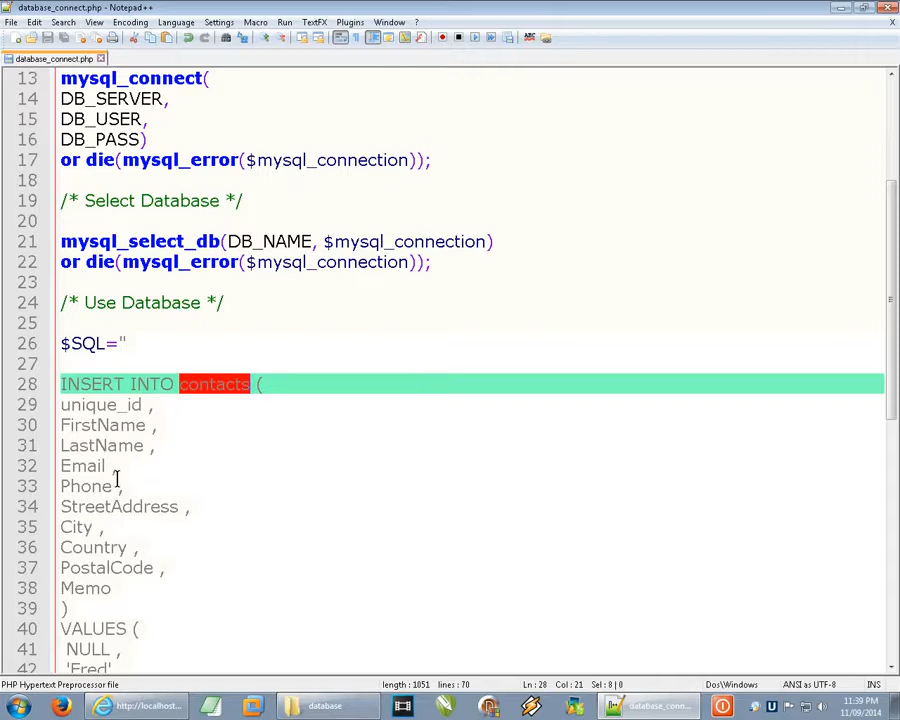 database_connect.php - Notepad++
File Edit Search View Encoding Language Settings Macro Run TextFX Plugins Window ?
database_connect.php
13 mysql_connect(
14 DB_SERVER,
15 DB_USER,
16 DB_PASS)
17 or die(mysql_error($mysql_connection));
18
19 /* Select Database */
20
21 mysql_select_db(DB_NAME, $mysql_connection)
22 or die(mysql_error($mysql_connection));
23
24 /* Use Database */
25
26 $SQL="
27
28 INSERT INTO contacts (
29 unique_id ,
30 FirstName ,
31 LastName ,
32 Email ,
33 Phone ,
34 StreetAddress ,
35 City ,
36 Country ,
37 PostalCode ,
38 Memo
39 )
40 VALUES (
41 NULL ,
42 'Fred'
PHP Hypertext Preprocessor file length : 1051 lines : 70 Ln : 28 Col : 21 Sel : 8 | 0 Dos\Windows ANSI as UTF-8 INS
http://localhost... database database_conn... 11:39 PM
11/09/2014